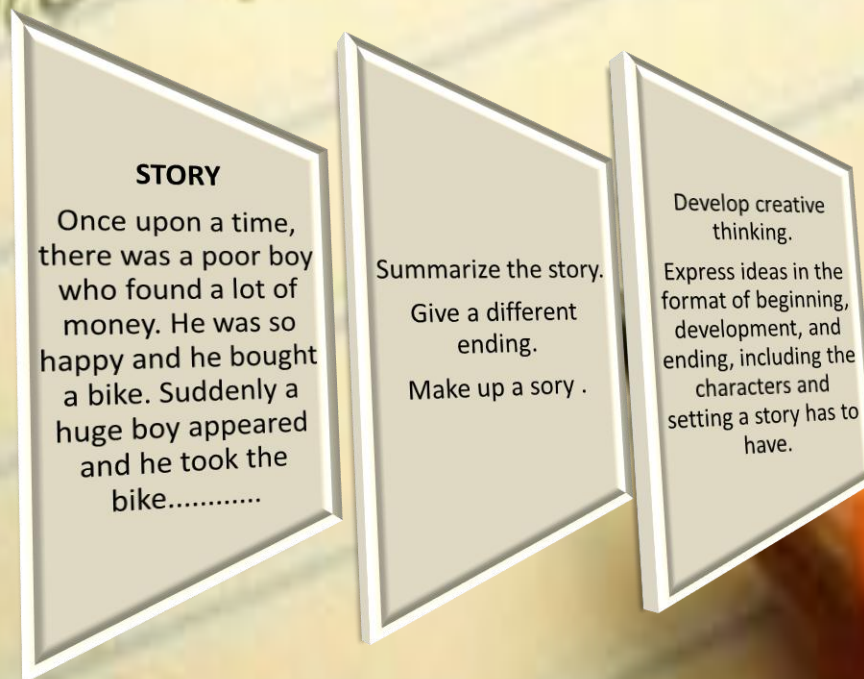 STORY
Once upon a time,
there was a poor boy
who found a lot of
money. He was so
happy and he bought
a bike. Suddenly a
huge boy appeared
and he took the
bike............
Summarize the story.
Give a different
ending.
Make up a sory .
Develop creative
thinking.
Express ideas in the
format of beginning,
development, and
ending, including the
characters and
setting a story has to
have.